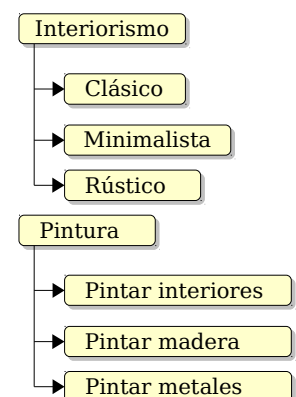 Interiorismo
Clásico
Minimalista
Rústico
Pintura
Pintar interiores
Pintar madera
Pintar metales